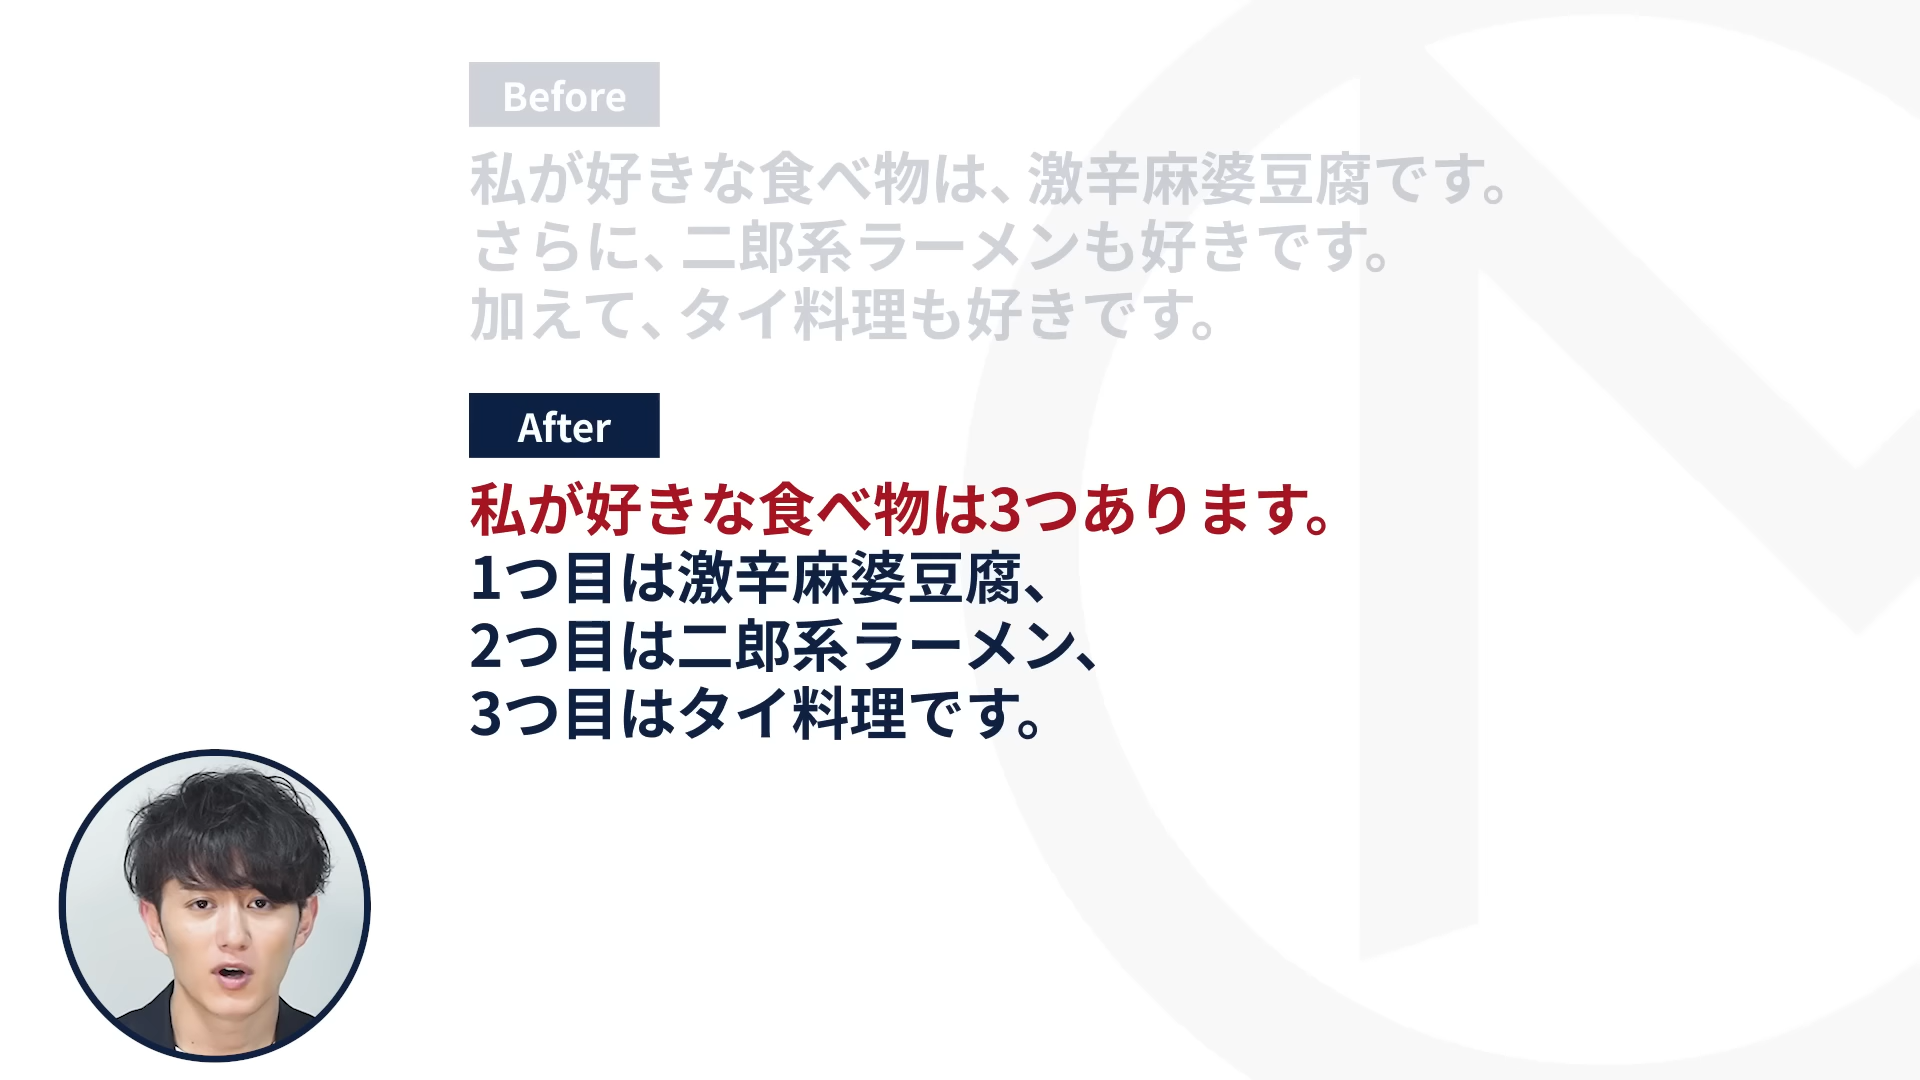 Before
私が好きな食べ物は、激辛麻婆豆腐です。
さらに、二郎系ラーメンも好きです。
加えて、タイ料理も好きです。
After
私が好きな食べ物は3つあります。
1つ目は激辛麻婆豆腐、
2つ目は二郎系ラーメン、
3つ目はタイ料理です。